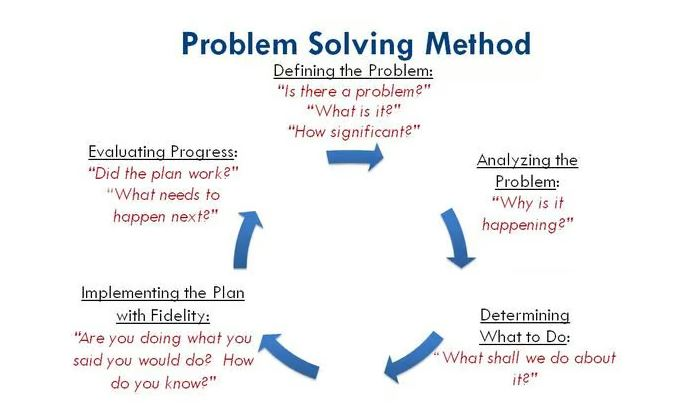 Problem Solving Method
Defining the Problem:
“Is there a problem?”
“What is it?”
“How significant?”
Analyzing the
Problem:
“Why is it
happening?”
Determining
What to Do:
“What shall we do about
it?”
Implementing the Plan
with Fidelity:
“Are you doing what you
said you would do? How
do you know?”
Evaluating Progress:
“Did the plan work?”
“What needs to
happen next?”